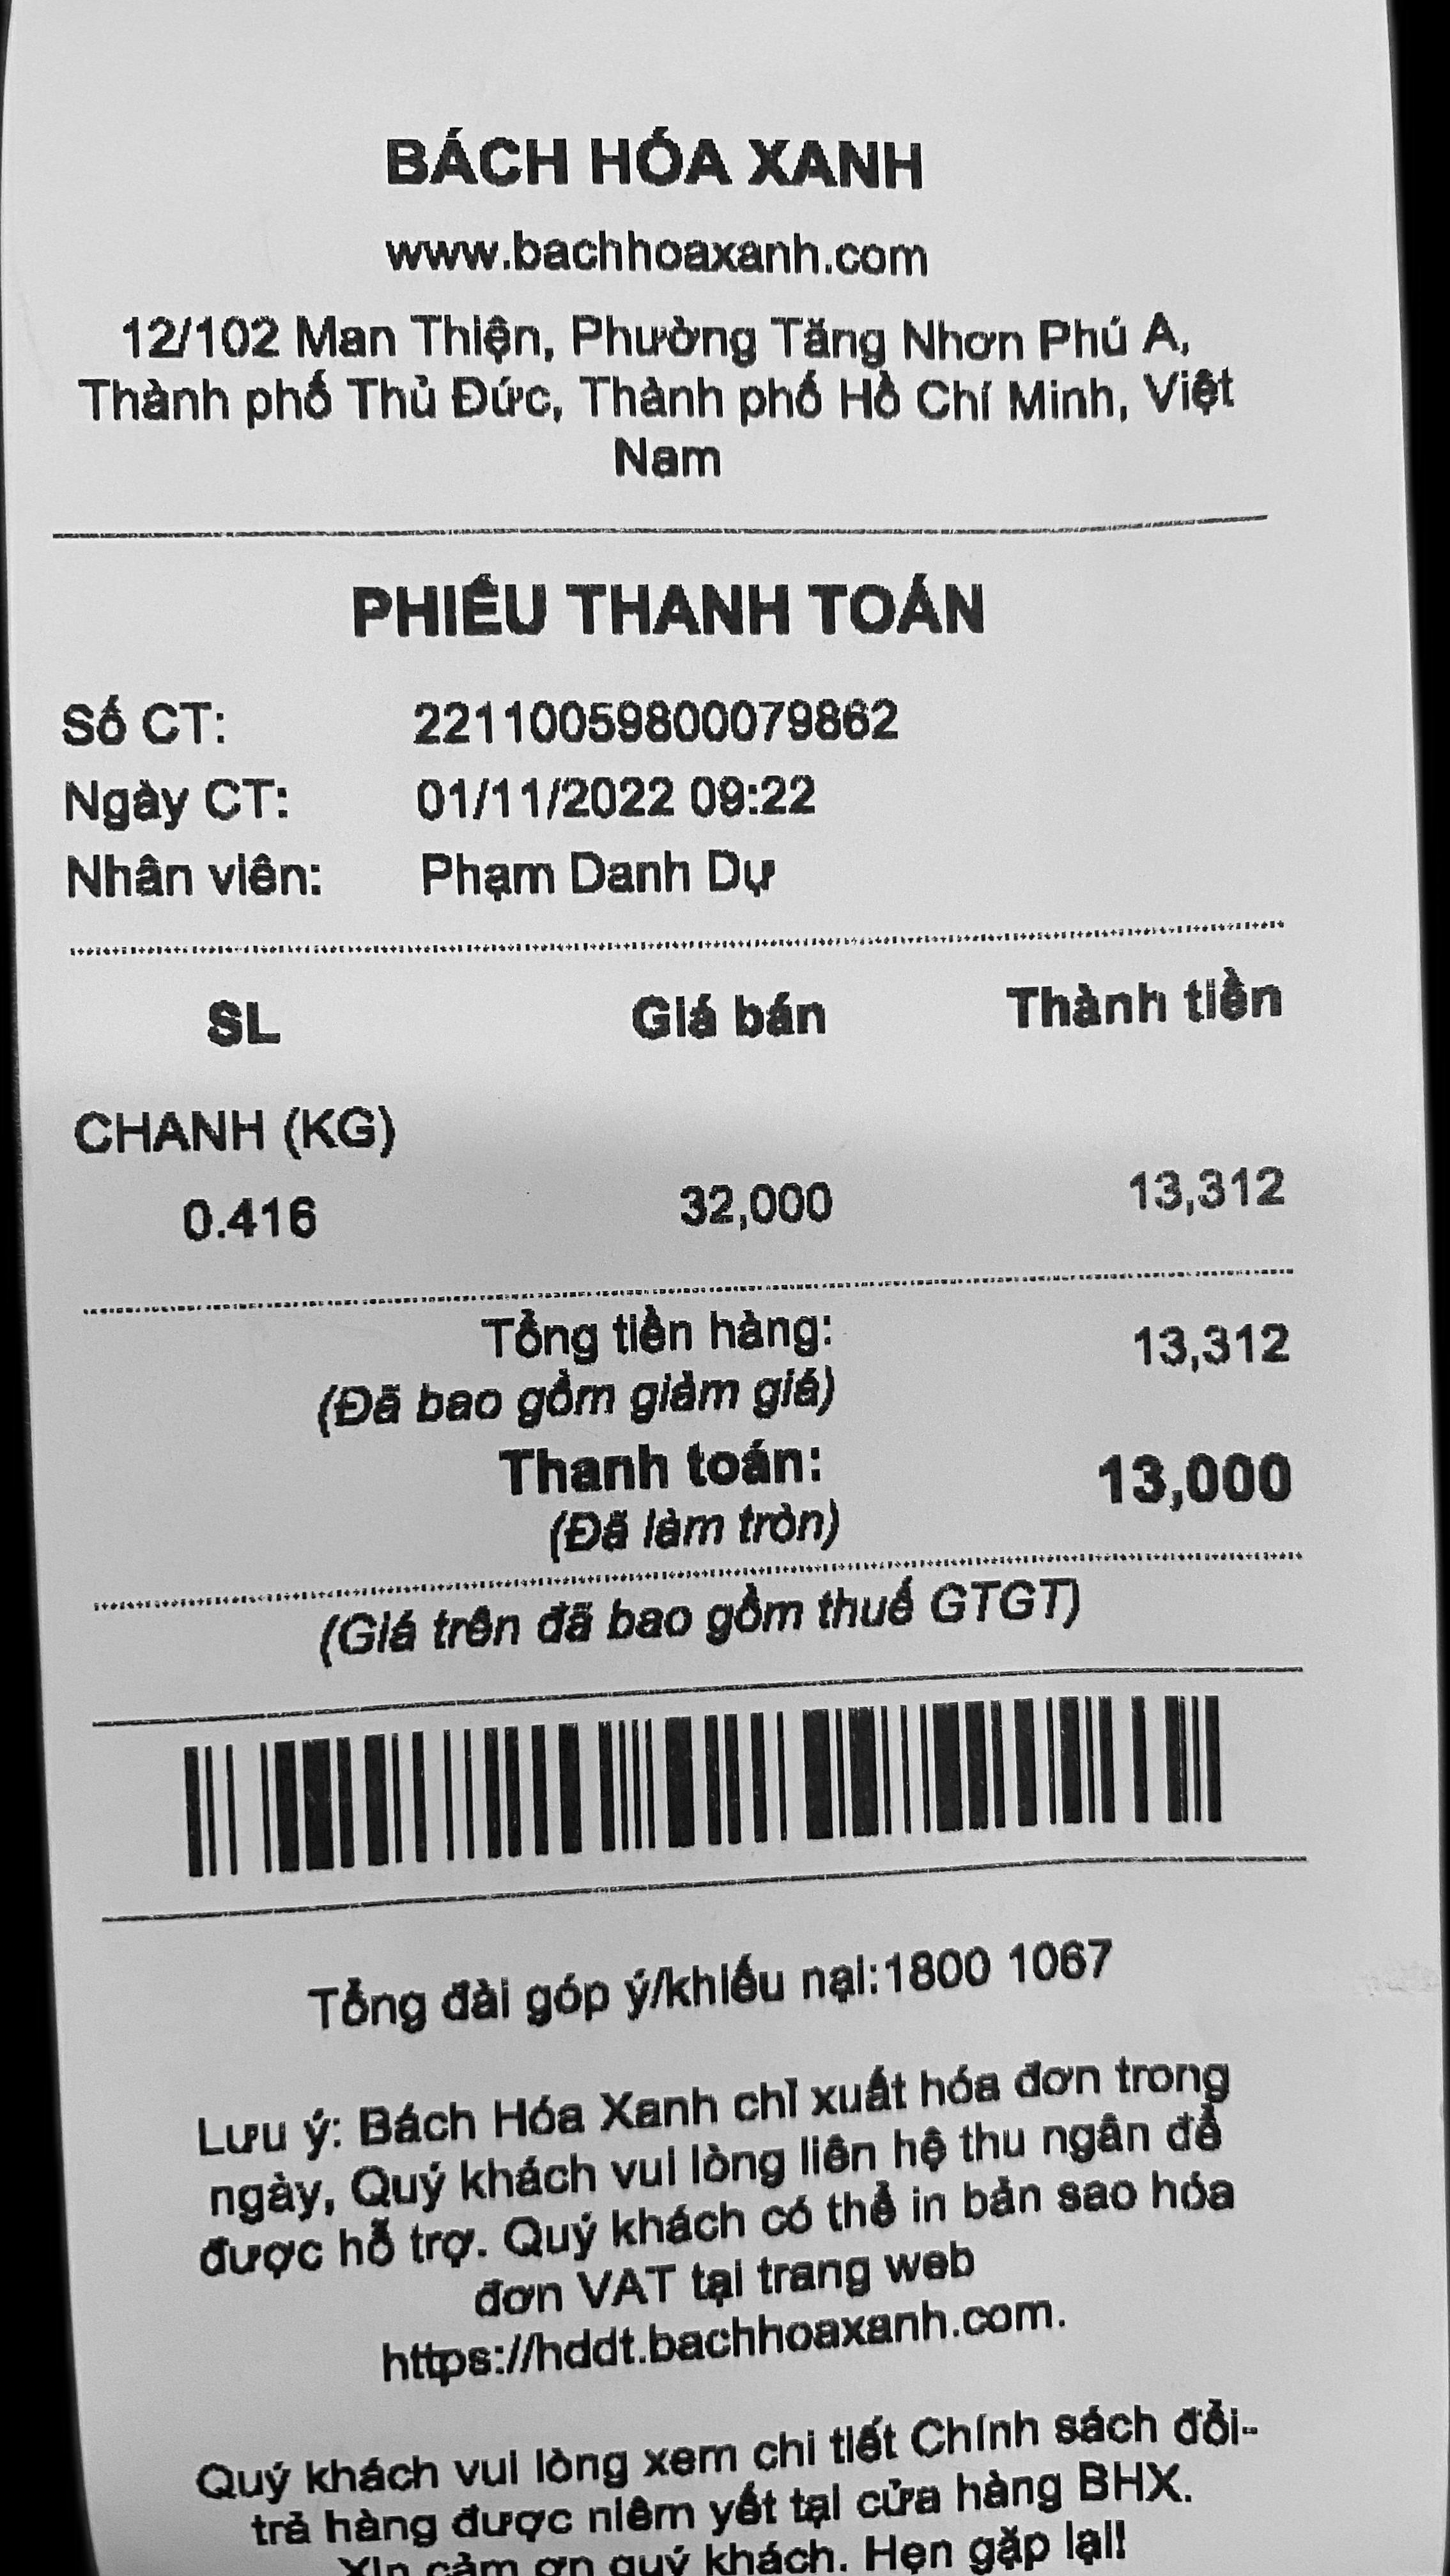 BÁCH HÓA XANH
www.bachhoaxanh.com
12/102 Man Thiện, Phường Tăng Nhơn Phú A,
Thành phố Thủ Đức, Thành phố Hồ Chí Minh, Việt
Nam
PHIẾU THANH TOÁN
Số CT: 22110059800079862
Ngày CT: 01/11/2022 09:22
Nhân viên: Phạm Danh Dự
SL Giá bán Thành tiền
CHANH (KG)
0.416 32,000 13,312
Tổng tiền hàng: 13,312
(Đã bao gồm giảm giá)
Thanh toán: 13,000
(Đã làm tròn)
(Giá trên đã bao gồm thuế GTGT)
Tổng đài góp ý/khiếu nại:1800 1067
Lưu ý: Bách Hóa Xanh chỉ xuất hóa đơn trong
ngày, Quý khách vui lòng liên hệ thu ngân để
được hỗ trợ. Quý khách có thể in bản sao hóa
đơn VAT tại trang web
https://hddt.bachhoaxanh.com.
Quý khách vui lòng xem chi tiết Chính sách đổi-
trả hàng được niêm yết tại cửa hàng BHX.
Xin cảm ơn quý khách. Hẹn gặp lại!